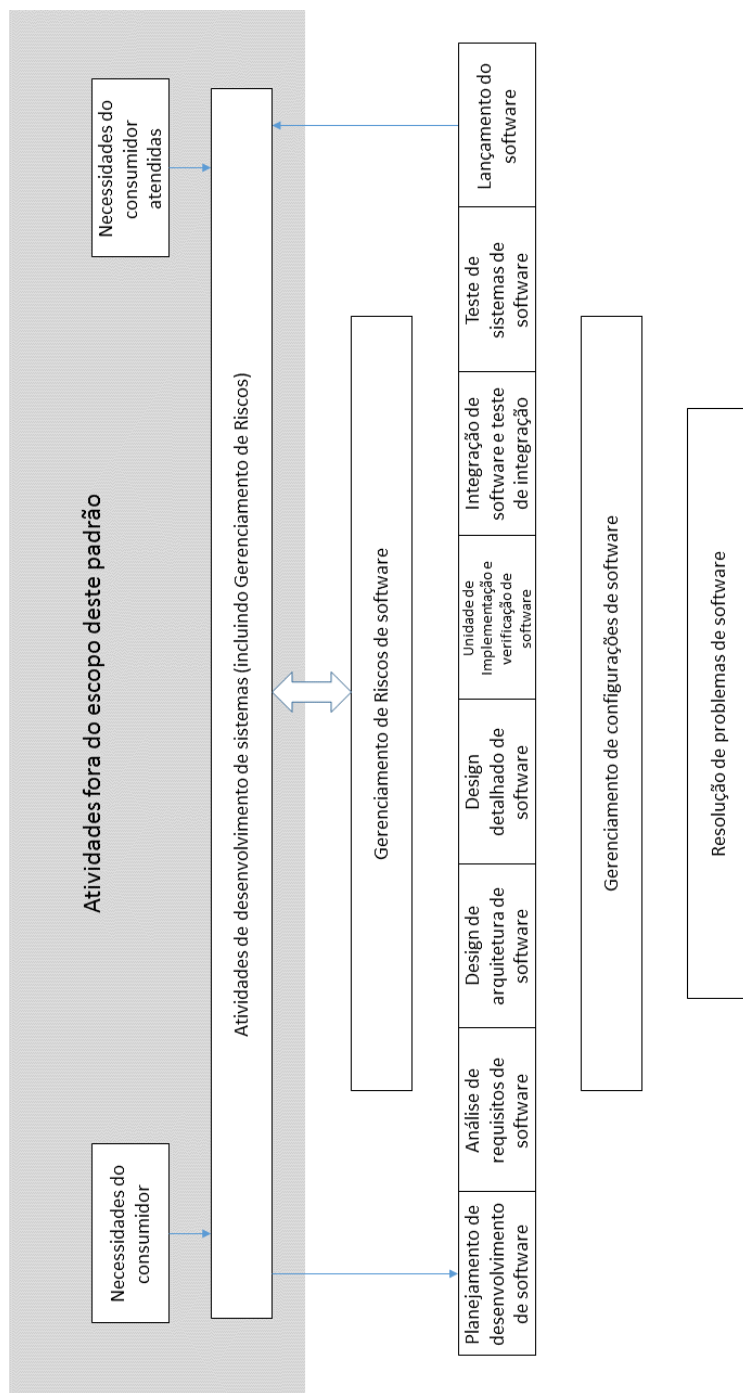 Atividades fora do escopo deste padrão
Necessidades do
consumidor
Necessidades do
consumidor
atendidas
Atividades de desenvolvimento de sistemas (incluindo Gerenciamento de Riscos)
Gerenciamento de Riscos de software
Planejamento de
desenvolvimento
de software
Análise de
requisitos de
software
Design de
arquitetura de
software
Design
detalhado de
software
Unidade de
Implementação e
verificação de
software
Integração de
software e teste
de integração
Teste de
sistemas de
software
Lançamento do
software
Gerenciamento de configurações de software
Resolução de problemas de software